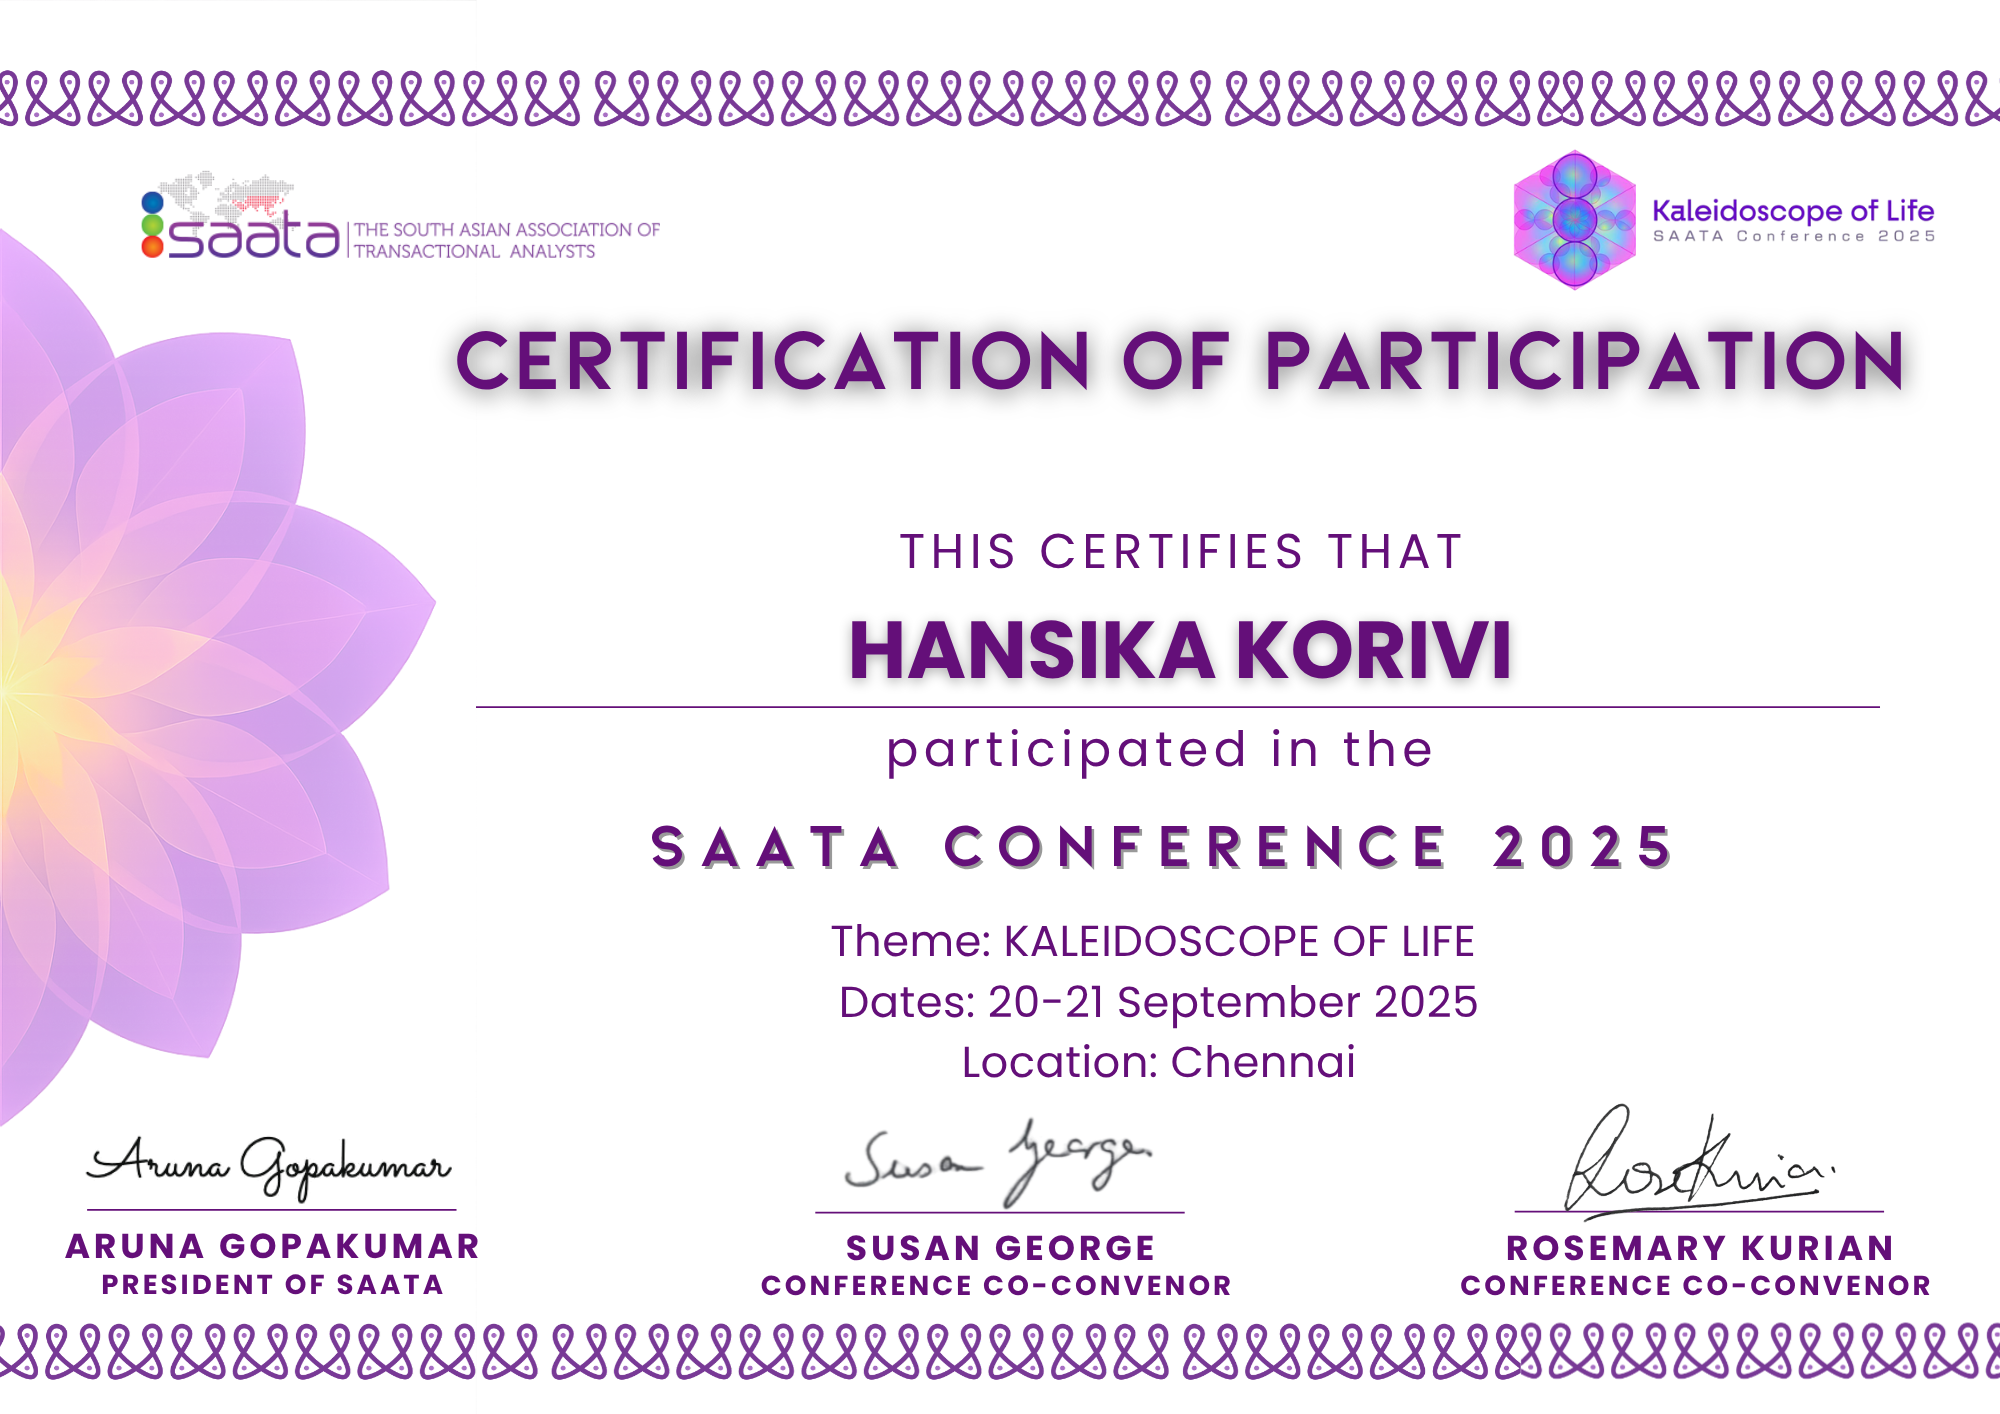 saata
THE SOUTH ASIAN ASSOCIATION OF
TRANSACTIONAL ANALYSTS
Kaleidoscope of Life
SAATA Conference 2025
CERTIFICATION OF PARTICIPATION
THIS CERTIFIES THAT
HANSIKA KORIVI
participated in the
SAATA CONFERENCE 2025
Theme: KALEIDOSCOPE OF LIFE
Dates: 20-21 September 2025
Location: Chennai
Aruna Gopakumar
Susan George
RoseKurian
ARUNA GOPAKUMAR
PRESIDENT OF SAATA
SUSAN GEORGE
CONFERENCE CO-CONVENOR
ROSEMARY KURIAN
CONFERENCE CO-CONVENOR